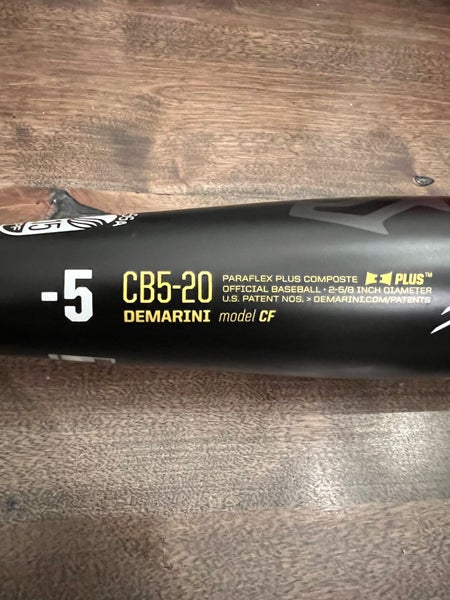 -5
CB5-20
DEMARINI model CF
PARAFLEX PLUS COMPOSTE PLUS™
OFFICIAL BASEBALL • 2-5/8 INCH DIAMETER
U.S. PATENT NOS. > DEMARINI.COM/PATENTS